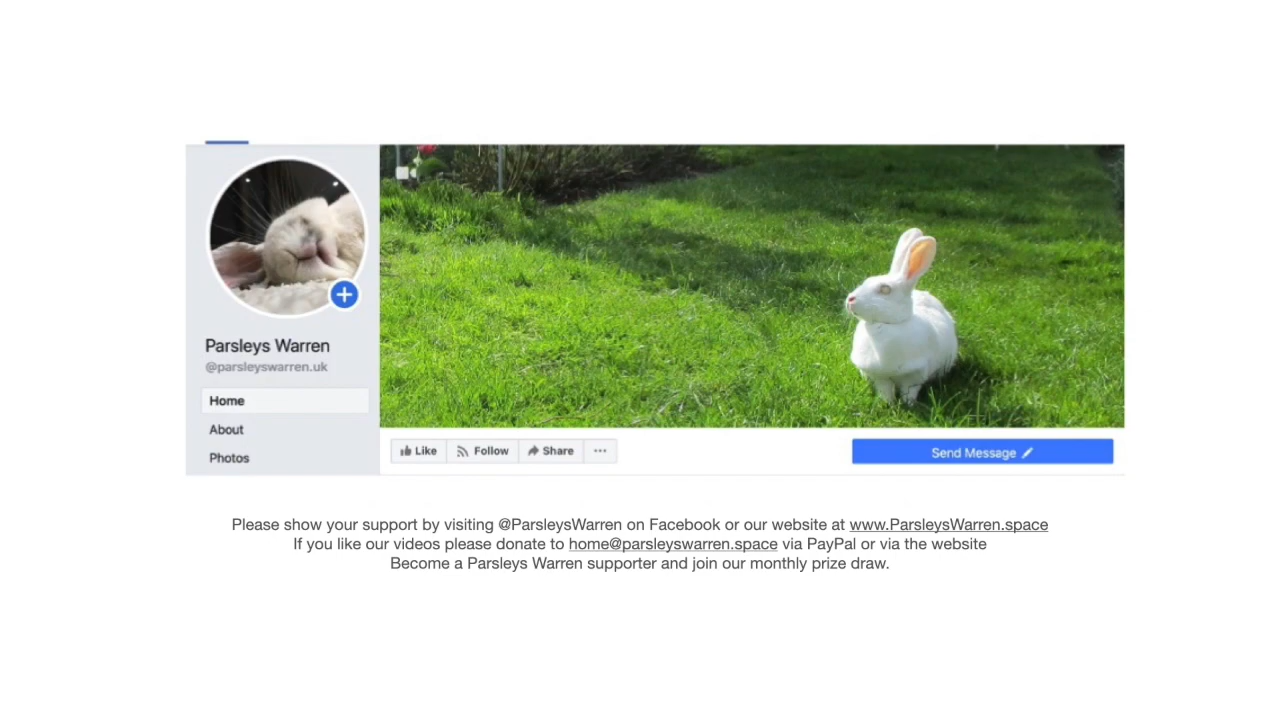 Parsleys Warren
@parsleyswarren.uk
Home
About
Photos
Like Follow Share ...
Send Message
Please show your support by visiting @ParsleysWarren on Facebook or our website at www.ParsleysWarren.space
If you like our videos please donate to home@parsleyswarren.space via PayPal or via the website
Become a Parsleys Warren supporter and join our monthly prize draw.